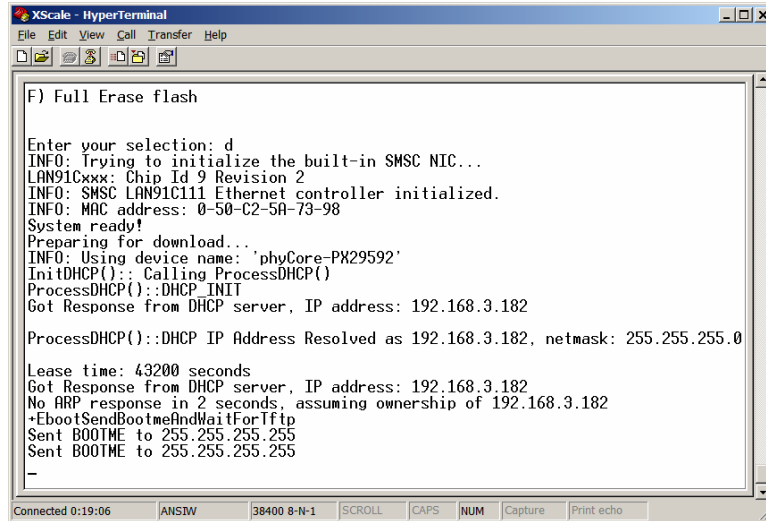 XScale - HyperTerminal
File Edit View Call Transfer Help
F) Full Erase flash
Enter your selection: d
INFO: Trying to initialize the built-in SMSC NIC...
LAN91Cxxx: Chip Id 9 Revision 2
INFO: SMSC LAN91C111 Ethernet controller initialized.
INFO: MAC address: 0-50-C2-5A-73-98
System ready!
Preparing for download...
INFO: Using device name: 'phyCore-PX29592'
InitDHCP():: Calling ProcessDHCP()
ProcessDHCP()::DHCP_INIT
Got Response from DHCP server, IP address: 192.168.3.182
ProcessDHCP()::DHCP IP Address Resolved as 192.168.3.182, netmask: 255.255.255.0
Lease time: 43200 seconds
Got Response from DHCP server, IP address: 192.168.3.182
No ARP response in 2 seconds, assuming ownership of 192.168.3.182
+EbootSendBootmeAndWaitForTftp
Sent BOOTME to 255.255.255.255
Sent BOOTME to 255.255.255.255
_
Connected 0:19:06 ANSIW 38400 8-N-1 SCROLL CAPS NUM Capture Print echo